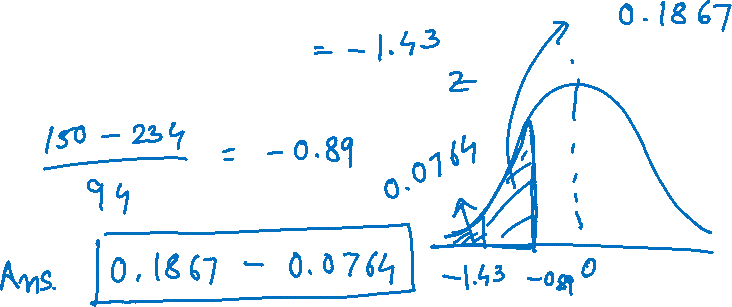 0.1867
= -1.43
z
150 - 234 / 94 = -0.89
0.0764
Ans. 0.1867 - 0.0764
-1.43 -0.89 0